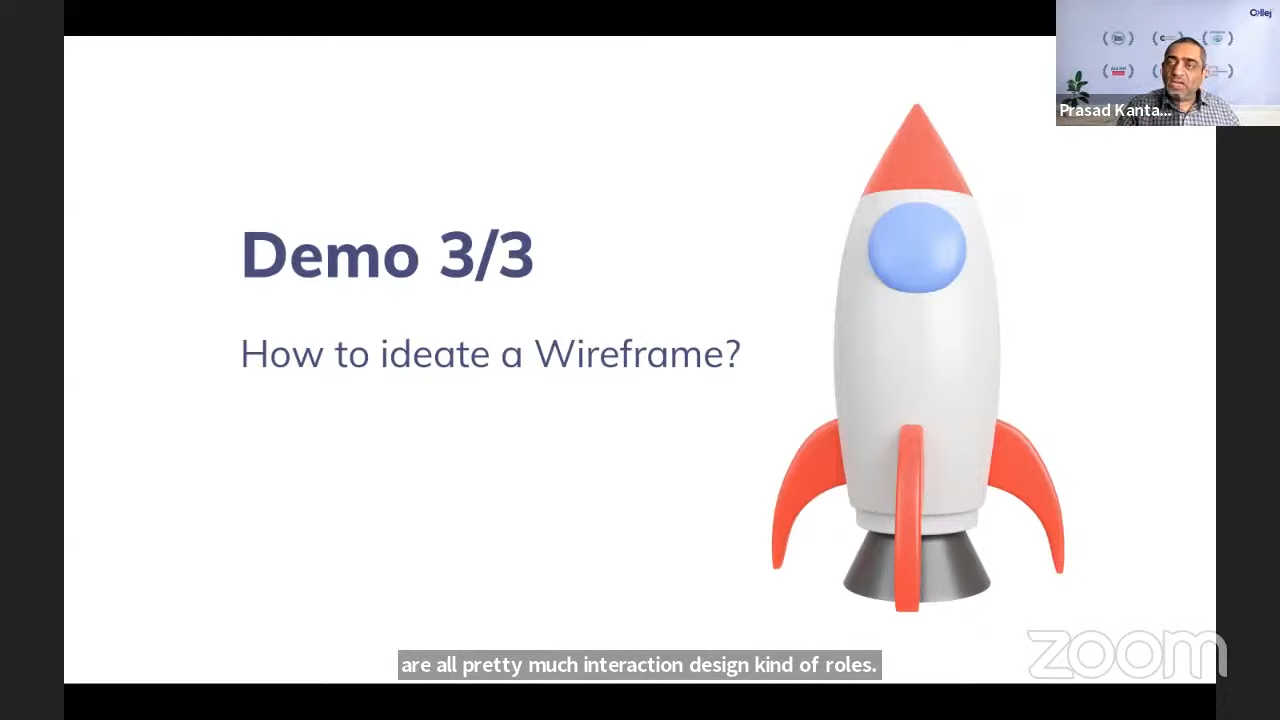 Collej
Prasad Kanta...
Demo 3/3
How to ideate a Wireframe?
are all pretty much interaction design kind of roles.
zoom